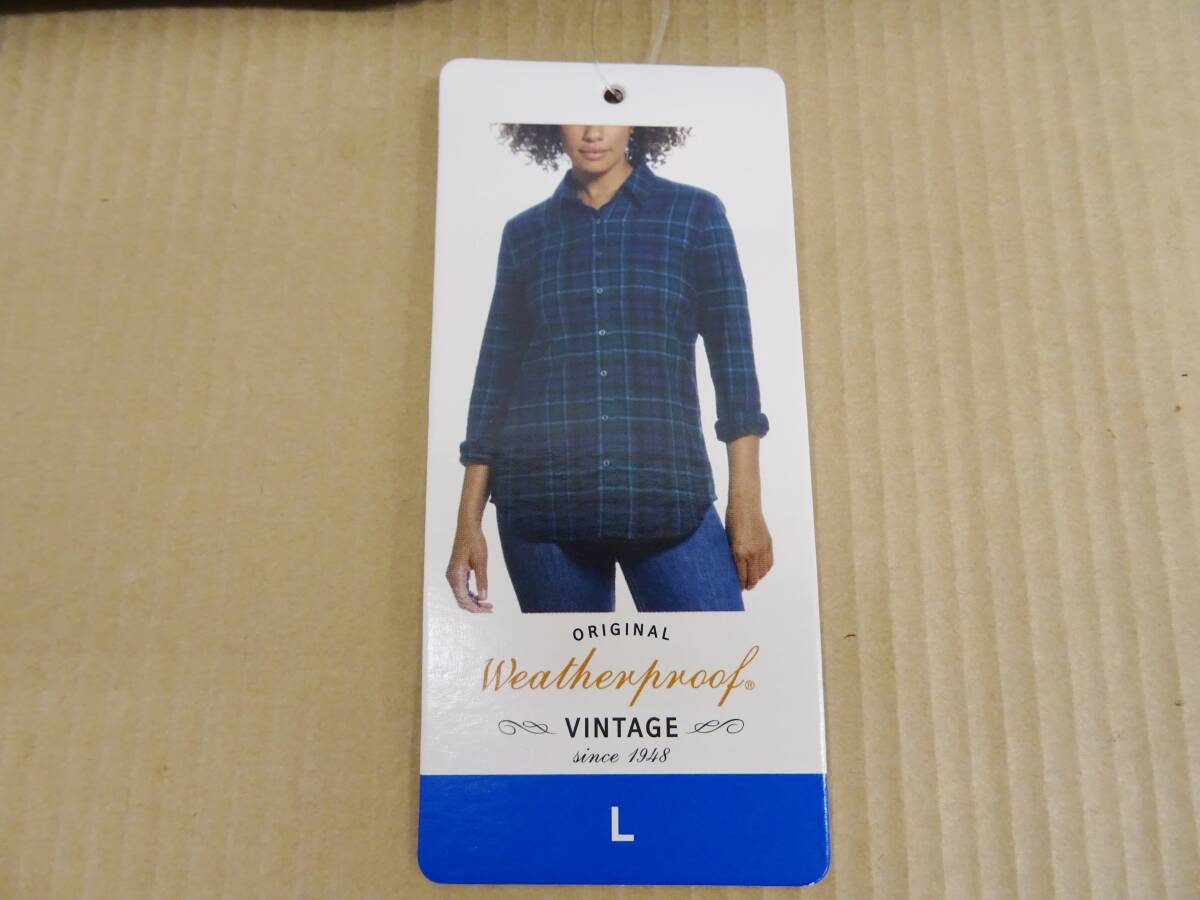 ORIGINAL
Weatherproof®
VINTAGE
since 1948
L